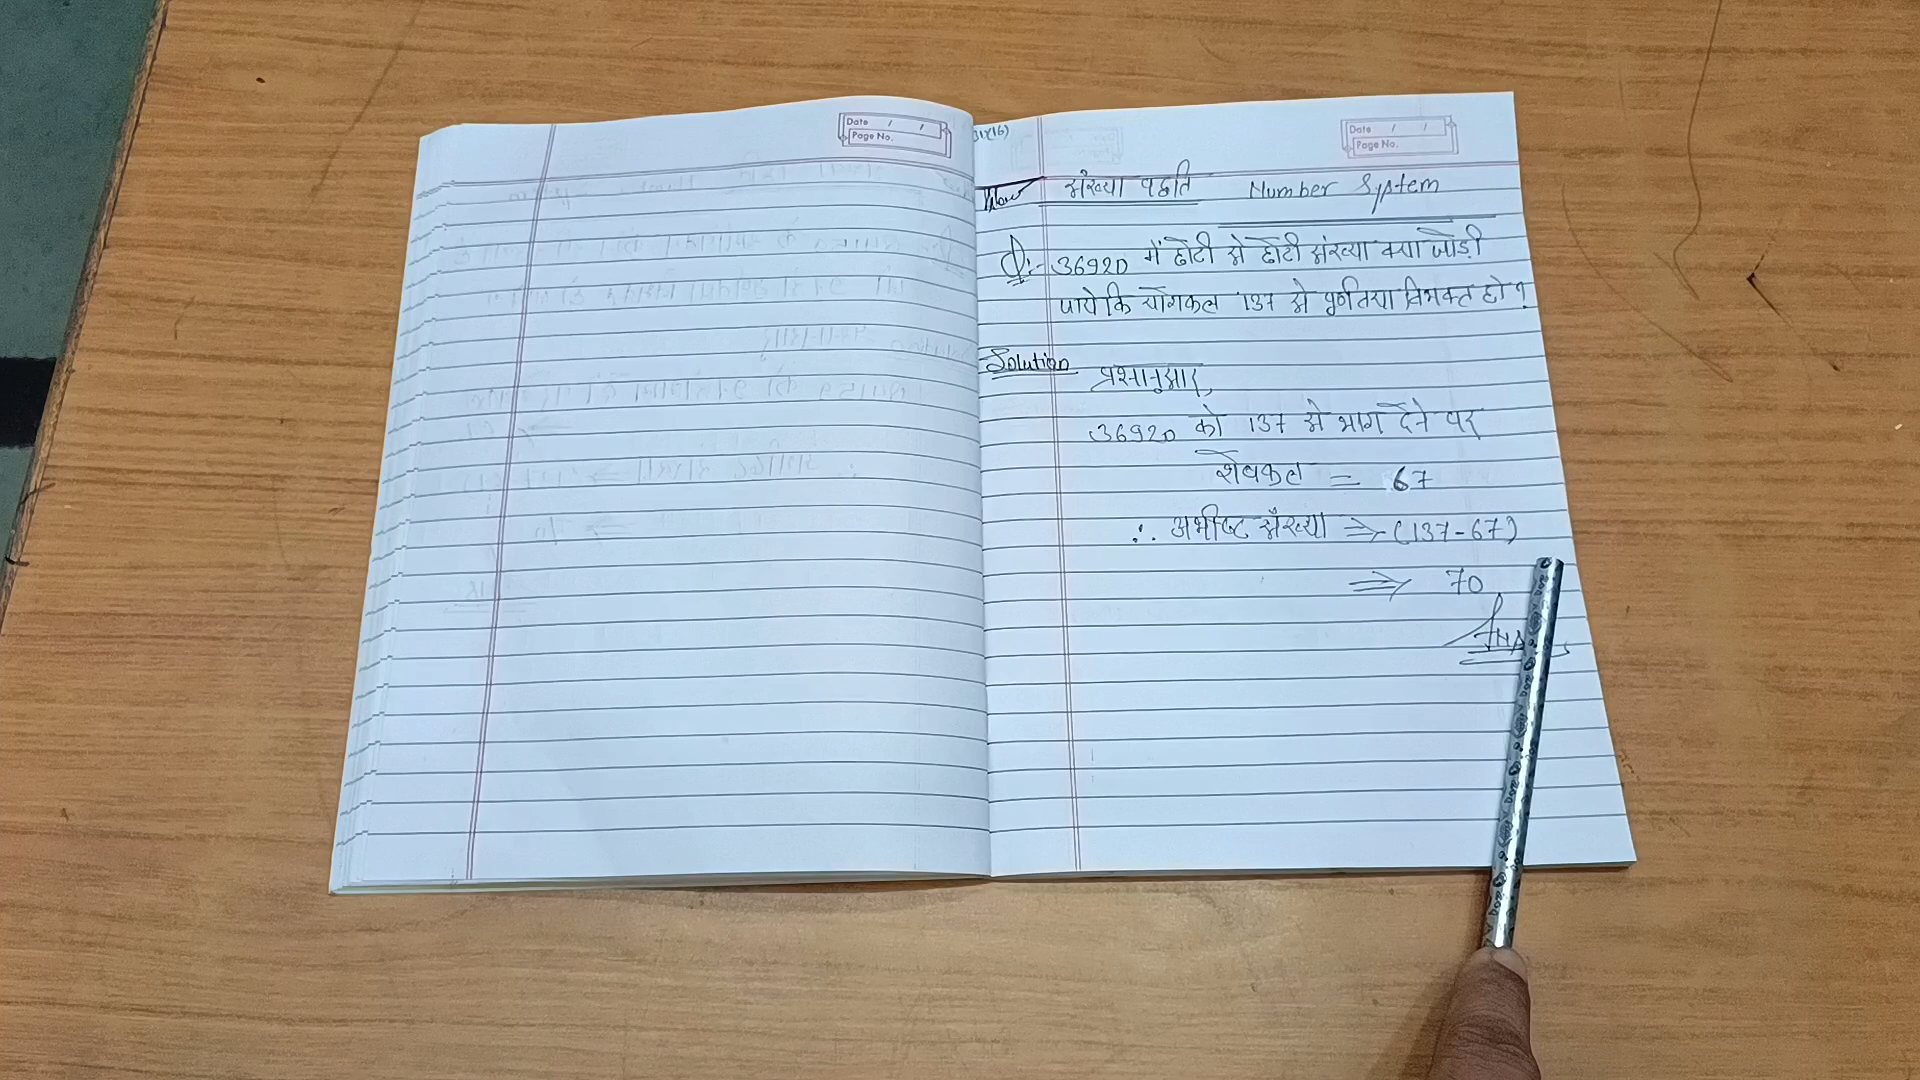 Date / /
Page No.
Date / /
Page No.
संख्या पद्धति Number System
Q:- 36920 में छोटी से छोटी संख्या क्या जोड़ी
जाये कि योगफल 137 से पूर्णतया विभक्त हो?
Solution प्रश्नानुसार,
36920 को 137 से भाग देने पर
शेषफल = 67
∴ अभीष्ट संख्या ⇒ (137-67)
⇒ 70
Ans